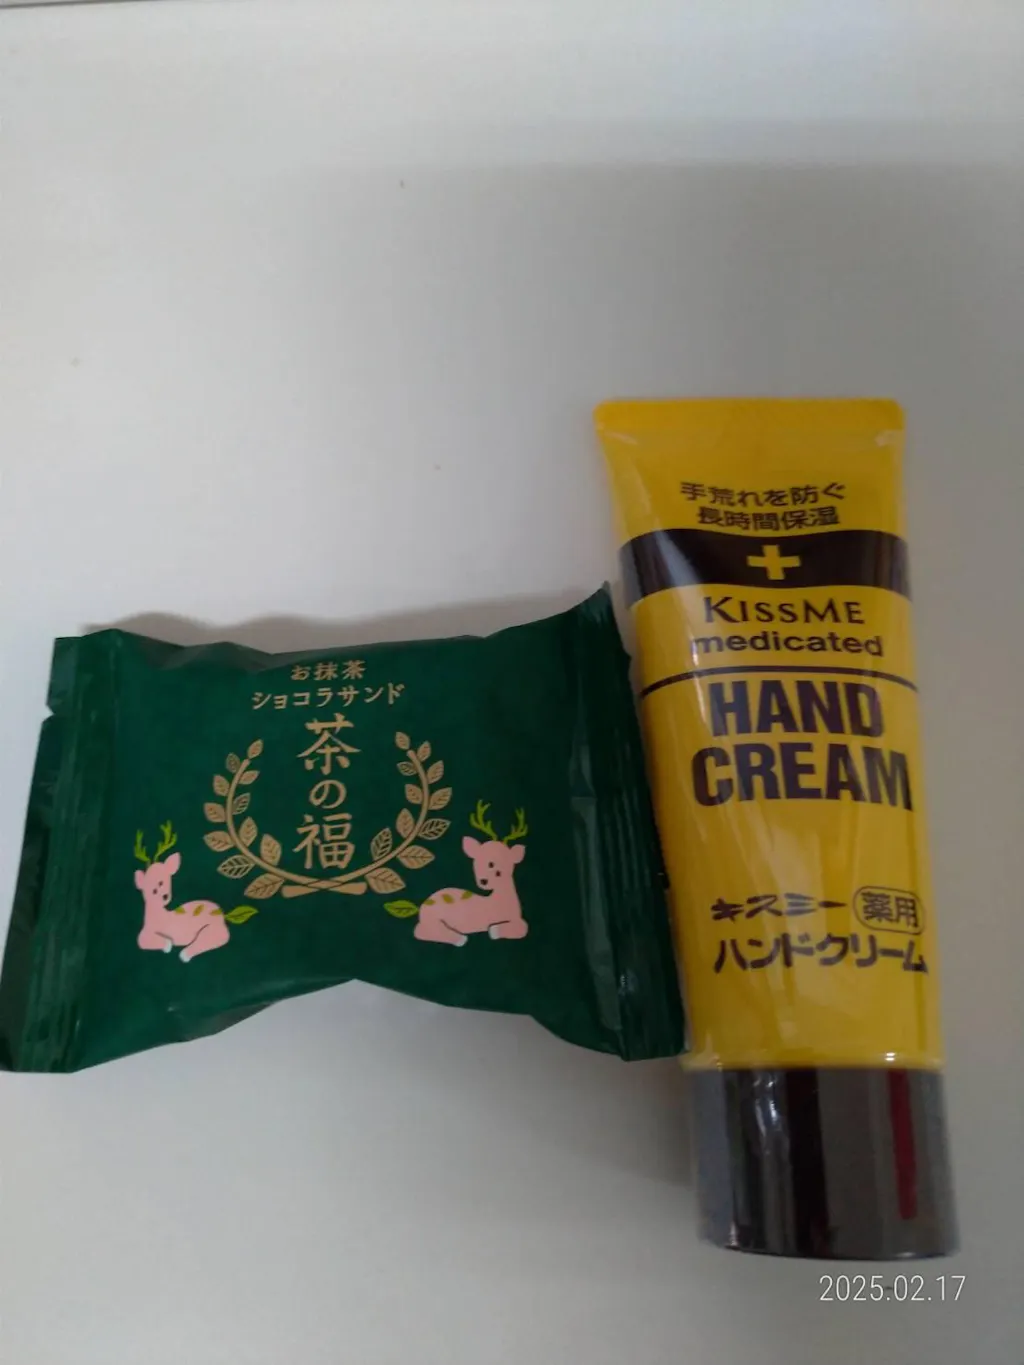 お抹茶
ショコラサンド
茶の福
手荒れを防ぐ
長時間保湿
KISSME
medicated
HAND
CREAM
キスミー 薬用
ハンドクリーム
2025.02.17